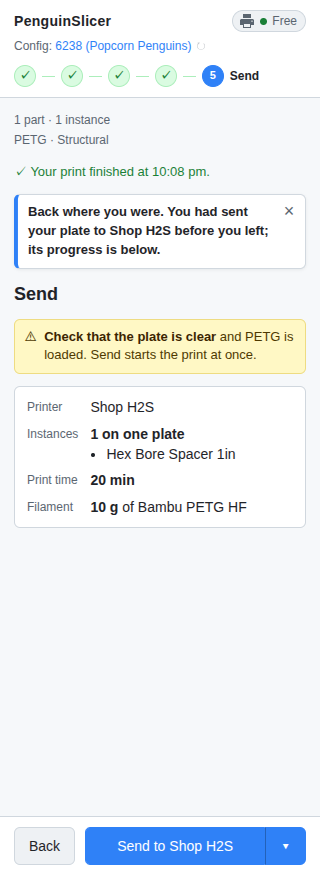 PenguinSlicer
Free
Config: 6238 (Popcorn Penguins)
✓ ✓ ✓ ✓ 5 Send
1 part · 1 instance
PETG · Structural
✓ Your print finished at 10:08 pm.
Back where you were. You had sent
your plate to Shop H2S before you left;
its progress is below.
Send
⚠ Check that the plate is clear and PETG is
loaded. Send starts the print at once.
Printer Shop H2S
Instances 1 on one plate
• Hex Bore Spacer 1in
Print time 20 min
Filament 10 g of Bambu PETG HF
Back
Send to Shop H2S